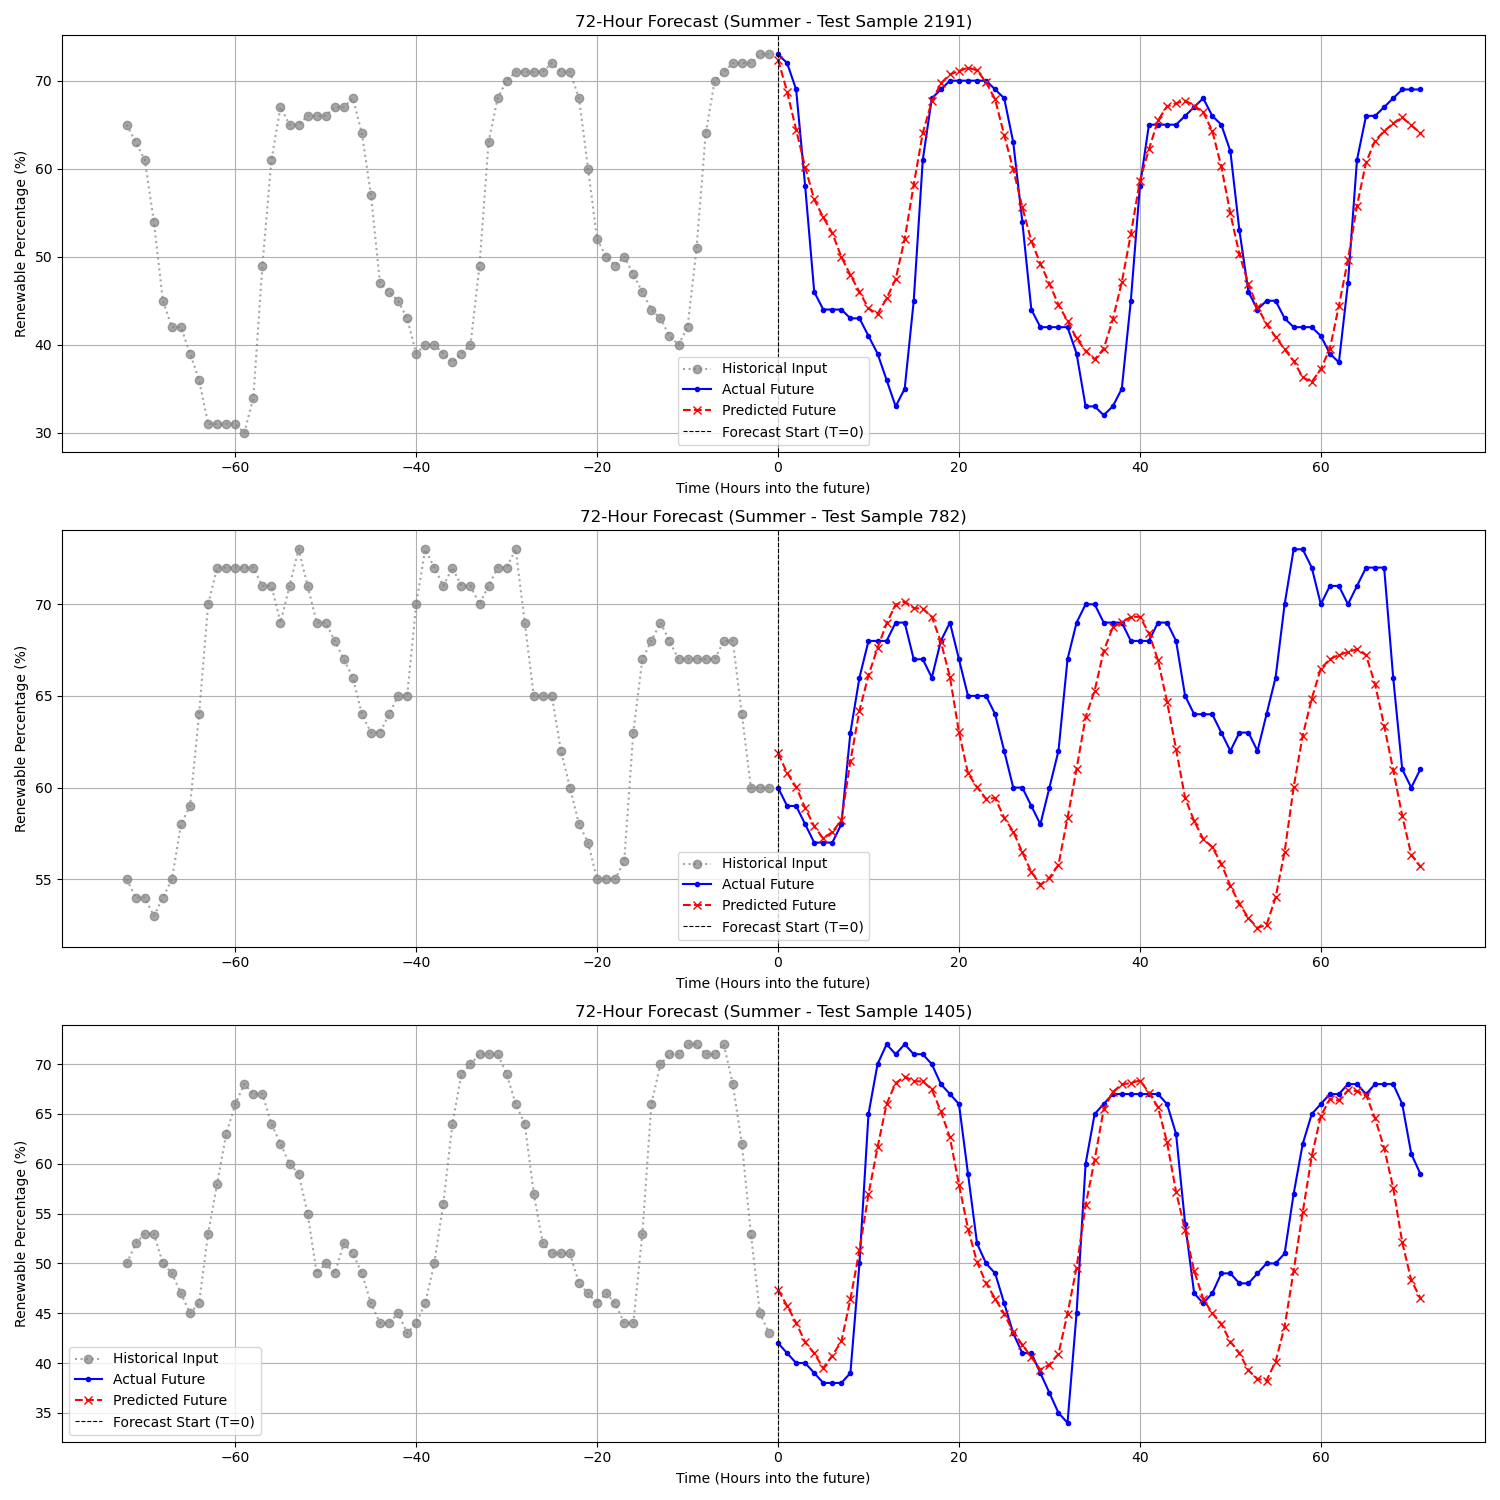 72-Hour Forecast (Summer - Test Sample 2191)
Renewable Percentage (%)
70
60
50
40
30
Historical Input
Actual Future
Predicted Future
Forecast Start (T=0)
−60 −40 −20 0 20 40 60
Time (Hours into the future)
72-Hour Forecast (Summer - Test Sample 782)
Renewable Percentage (%)
70
65
60
55
Historical Input
Actual Future
Predicted Future
Forecast Start (T=0)
−60 −40 −20 0 20 40 60
Time (Hours into the future)
72-Hour Forecast (Summer - Test Sample 1405)
Renewable Percentage (%)
70
65
60
55
50
45
40
35
Historical Input
Actual Future
Predicted Future
Forecast Start (T=0)
−60 −40 −20 0 20 40 60
Time (Hours into the future)